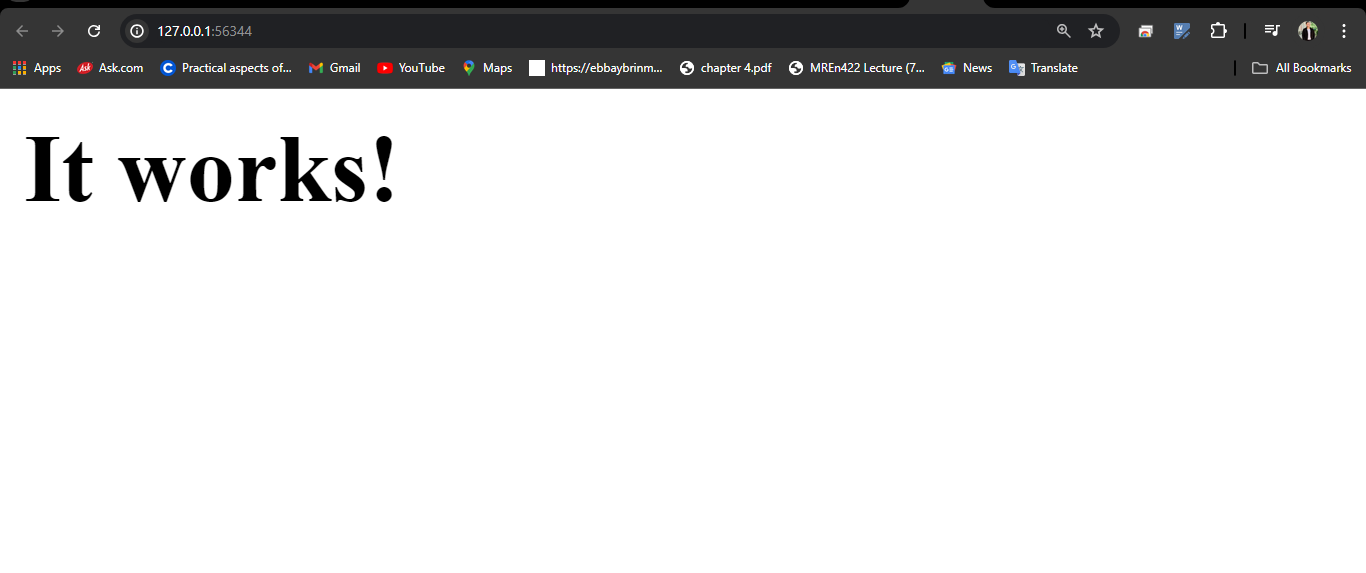 127.0.0.1:56344
Apps Ask Ask.com C Practical aspects of... Gmail YouTube Maps https://ebbaybrinm... chapter 4.pdf MREn422 Lecture (7... News Translate All Bookmarks
It works!